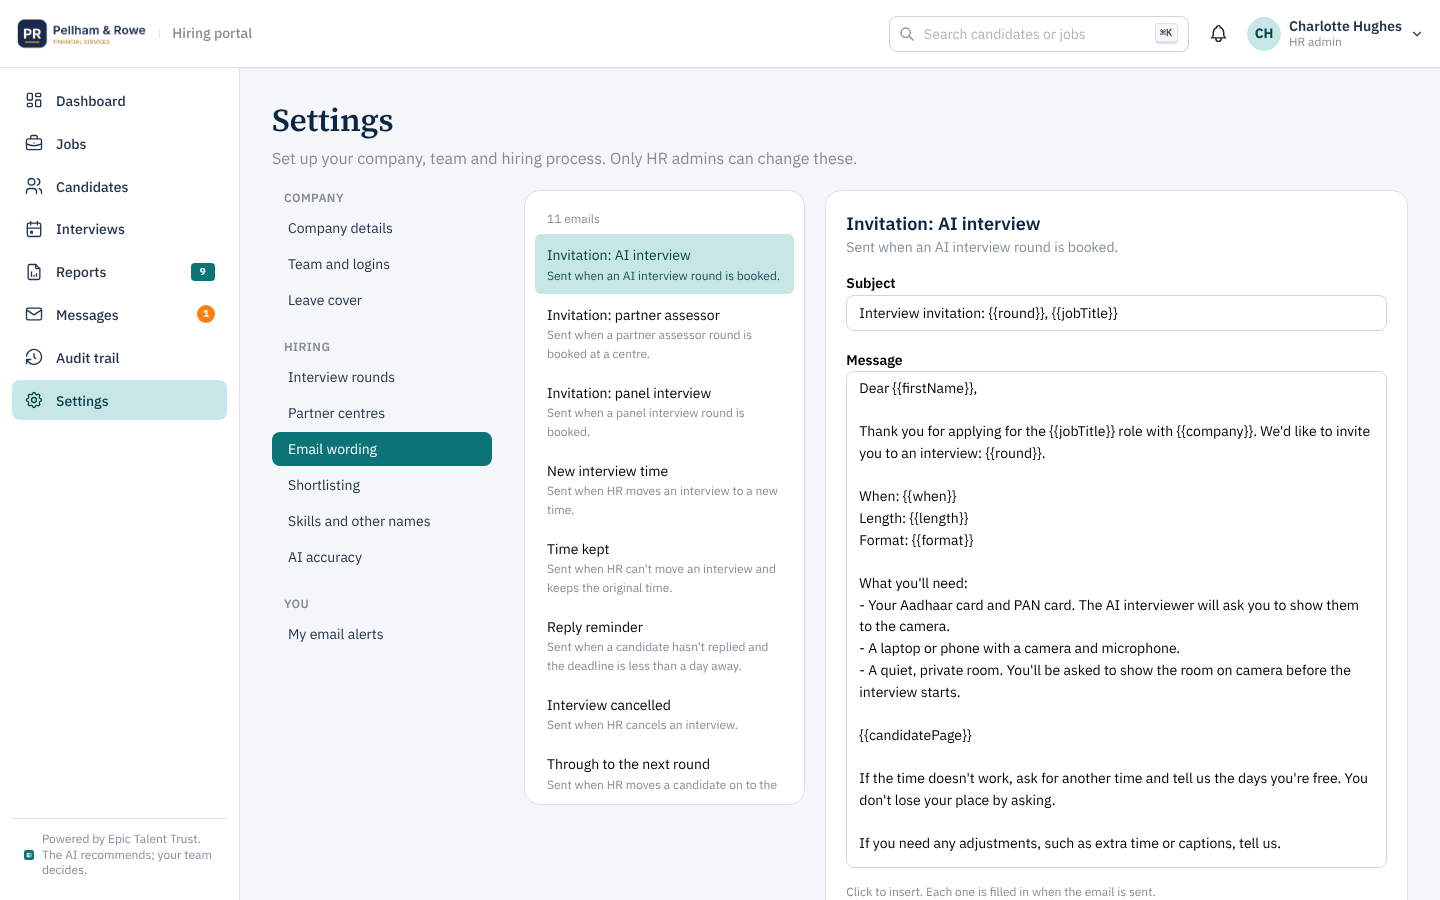 PR
Pellham & Rowe
FINANCIAL SERVICES
Hiring portal
Search candidates or jobs
⌘K
CH
Charlotte Hughes
HR admin
Dashboard
Jobs
Candidates
Interviews
Reports
9
Messages
1
Audit trail
Settings
Powered by Epic Talent Trust.
The AI recommends; your team
decides.
Settings
Set up your company, team and hiring process. Only HR admins can change these.
COMPANY
Company details
Team and logins
Leave cover
HIRING
Interview rounds
Partner centres
Email wording
Shortlisting
Skills and other names
AI accuracy
YOU
My email alerts
11 emails
Invitation: AI interview
Sent when an AI interview round is booked.
Invitation: partner assessor
Sent when a partner assessor round is
booked at a centre.
Invitation: panel interview
Sent when a panel interview round is
booked.
New interview time
Sent when HR moves an interview to a new
time.
Time kept
Sent when HR can't move an interview and
keeps the original time.
Reply reminder
Sent when a candidate hasn't replied and
the deadline is less than a day away.
Interview cancelled
Sent when HR cancels an interview.
Through to the next round
Sent when HR moves a candidate on to the
Invitation: AI interview
Sent when an AI interview round is booked.
Subject
Interview invitation: {{round}}, {{jobTitle}}
Message
Dear {{firstName}},
Thank you for applying for the {{jobTitle}} role with {{company}}. We'd like to invite
you to an interview: {{round}}.
When: {{when}}
Length: {{length}}
Format: {{format}}
What you'll need:
- Your Aadhaar card and PAN card. The AI interviewer will ask you to show them
to the camera.
- A laptop or phone with a camera and microphone.
- A quiet, private room. You'll be asked to show the room on camera before the
interview starts.
{{candidatePage}}
If the time doesn't work, ask for another time and tell us the days you're free. You
don't lose your place by asking.
If you need any adjustments, such as extra time or captions, tell us.
Click to insert. Each one is filled in when the email is sent.